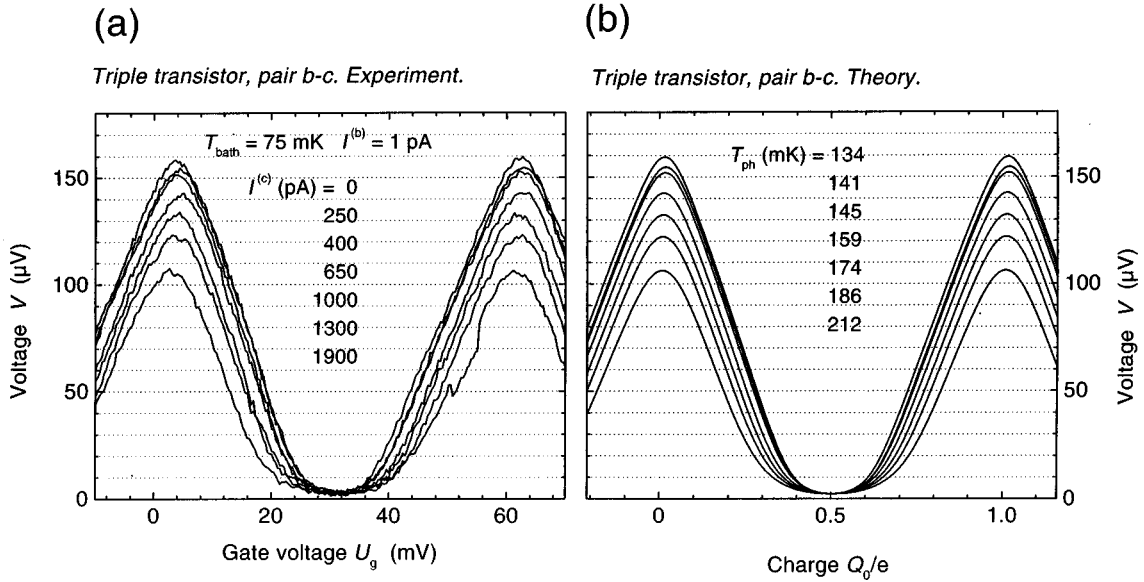 (a)
Triple transistor, pair b-c. Experiment.
T_bath = 75 mK I^(b) = 1 pA
I^(c) (pA) = 0
250
400
650
1000
1300
1900
Voltage V (µV)
150
100
50
0
0 20 40 60
Gate voltage U_g (mV)
(b)
Triple transistor, pair b-c. Theory.
T_ph (mK) = 134
141
145
159
174
186
212
150
100
50
0
Voltage V (µV)
0 0.5 1.0
Charge Q_0/e